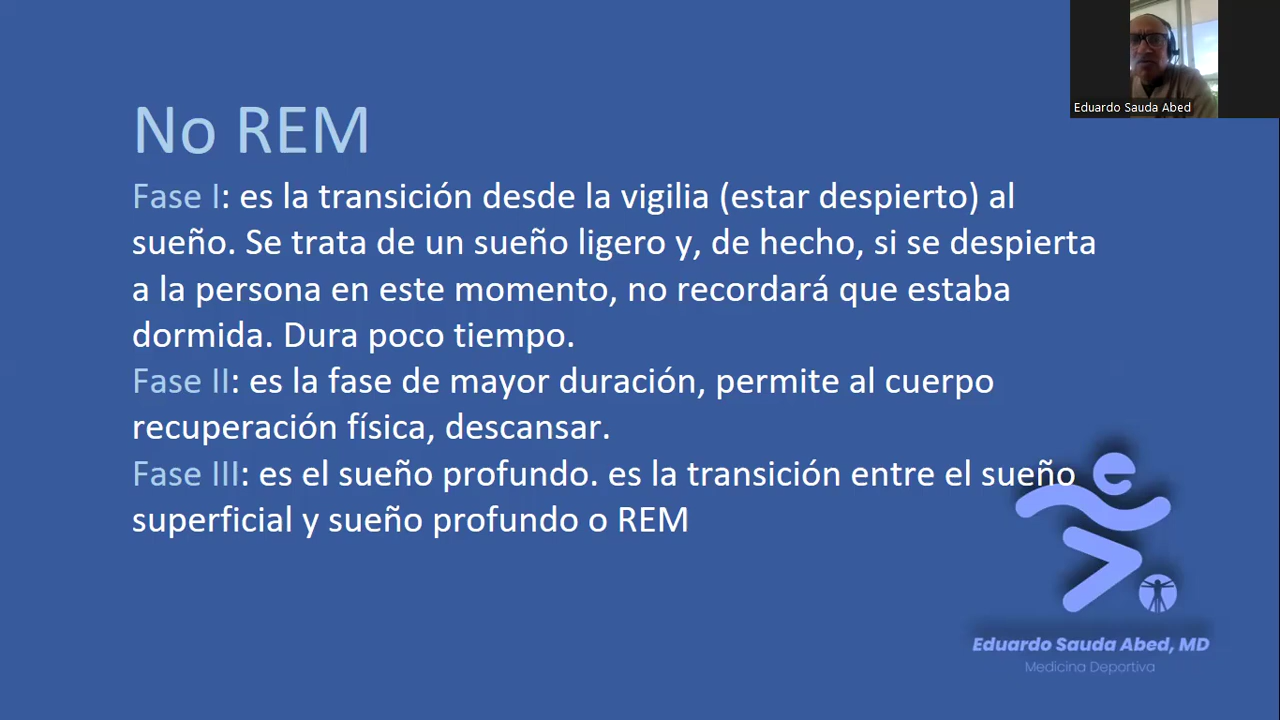 Eduardo Sauda Abed
No REM
Fase I: es la transición desde la vigilia (estar despierto) al
sueño. Se trata de un sueño ligero y, de hecho, si se despierta
a la persona en este momento, no recordará que estaba
dormida. Dura poco tiempo.
Fase II: es la fase de mayor duración, permite al cuerpo
recuperación física, descansar.
Fase III: es el sueño profundo. es la transición entre el sueño
superficial y sueño profundo o REM
Eduardo Sauda Abed, MD
Medicina Deportiva